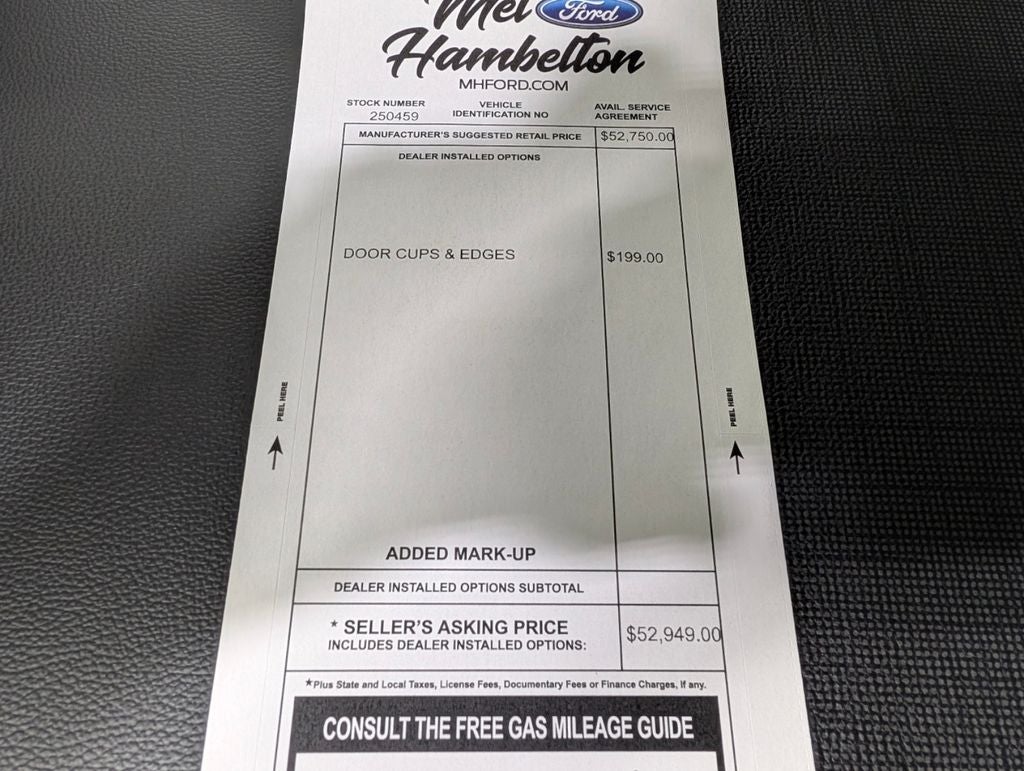 Mel Ford
Hambelton
MHFORD.COM
STOCK NUMBER
250459
VEHICLE
IDENTIFICATION NO
AVAIL. SERVICE
AGREEMENT
MANUFACTURER'S SUGGESTED RETAIL PRICE $52,750.00
DEALER INSTALLED OPTIONS
DOOR CUPS & EDGES $199.00
PEEL HERE
PEEL HERE
ADDED MARK-UP
DEALER INSTALLED OPTIONS SUBTOTAL
* SELLER'S ASKING PRICE $52,949.00
INCLUDES DEALER INSTALLED OPTIONS:
*Plus State and Local Taxes, License Fees, Documentary Fees or Finance Charges, If any.
CONSULT THE FREE GAS MILEAGE GUIDE